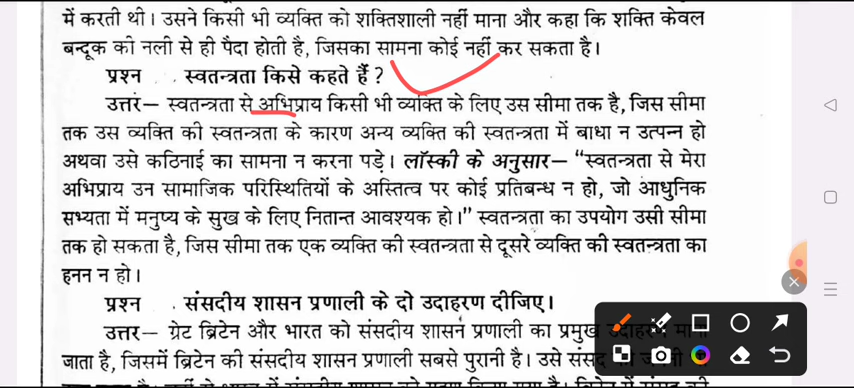 में करती थी। उसने किसी भी व्यक्ति को शक्तिशाली नहीं माना और कहा कि शक्ति केवल
बन्दूक की नली से ही पैदा होती है, जिसका सामना कोई नहीं कर सकता है।
प्रश्न स्वतन्त्रता किसे कहते हैं ?
उत्तर– स्वतन्त्रता से अभिप्राय किसी भी व्यक्ति के लिए उस सीमा तक है, जिस सीमा
तक उस व्यक्ति की स्वतन्त्रता के कारण अन्य व्यक्ति की स्वतन्त्रता में बाधा न उत्पन्न हो
अथवा उसे कठिनाई का सामना न करना पड़े। लॉस्की के अनुसार– “स्वतन्त्रता से मेरा
अभिप्राय उन सामाजिक परिस्थितियों के अस्तित्व पर कोई प्रतिबन्ध न हो, जो आधुनिक
सभ्यता में मनुष्य के सुख के लिए नितान्त आवश्यक हो।” स्वतन्त्रता का उपयोग उसी सीमा
तक हो सकता है, जिस सीमा तक एक व्यक्ति की स्वतन्त्रता से दूसरे व्यक्ति की स्वतन्त्रता का
हनन न हो।
प्रश्न संसदीय शासन प्रणाली के दो उदाहरण दीजिए।
उत्तर– ग्रेट ब्रिटेन और भारत को संसदीय शासन प्रणाली का प्रमुख उदाहरण माना
जाता है, जिसमें ब्रिटेन की संसदीय शासन प्रणाली सबसे पुरानी है। उसे